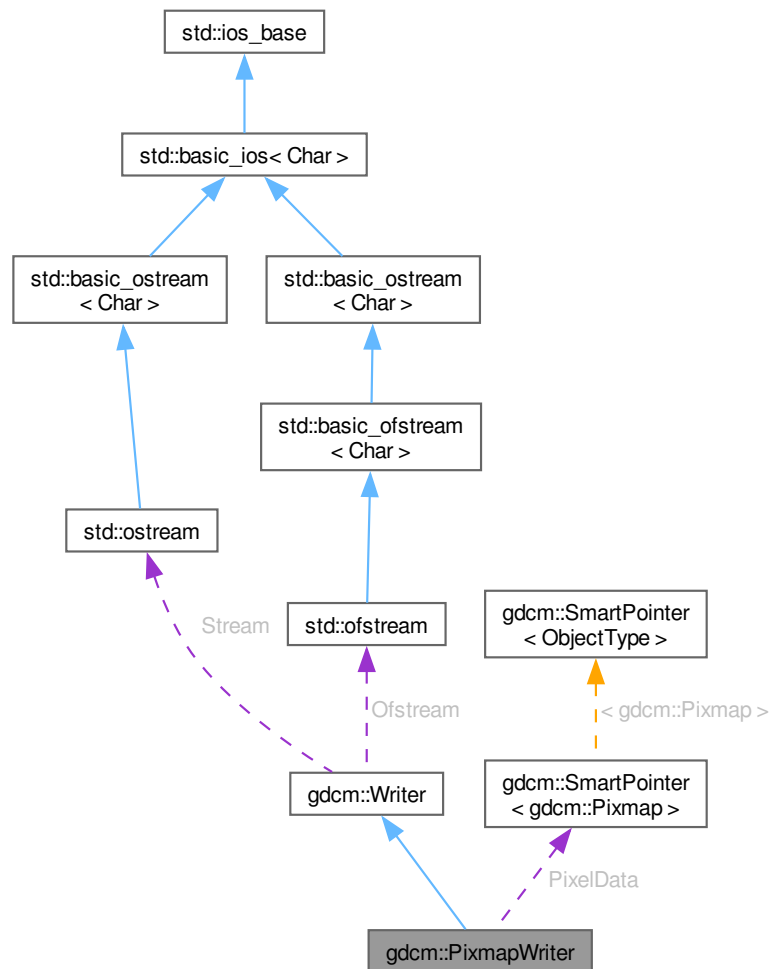 std::ios_base
std::basic_ios< Char >
std::basic_ostream
< Char >
std::basic_ostream
< Char >
std::basic_ofstream
< Char >
std::ostream
Stream
std::ofstream
gdcm::SmartPointer
< ObjectType >
Ofstream
< gdcm::Pixmap >
gdcm::Writer
gdcm::SmartPointer
< gdcm::Pixmap >
PixelData
gdcm::PixmapWriter